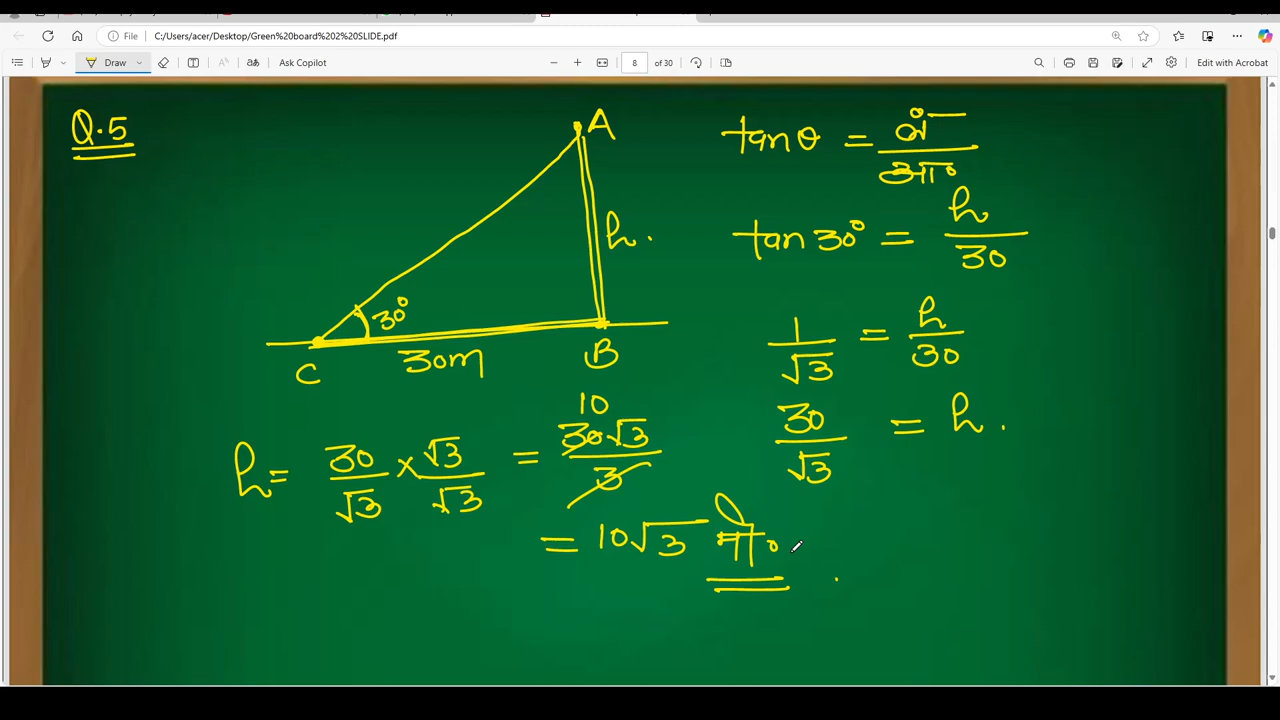 File C:/Users/acer/Desktop/Green%20board%202%20SLIDE.pdf
Draw Ask Copilot 8 of 30 Edit with Acrobat
Q.5
A
h.
30°
C 30m B
tanθ = लं / आ०
tan30° = h/30
1/√3 = h/30
30/√3 = h.
h = 30/√3 × √3/√3 = 30√3/3
10
= 10√3 मी०